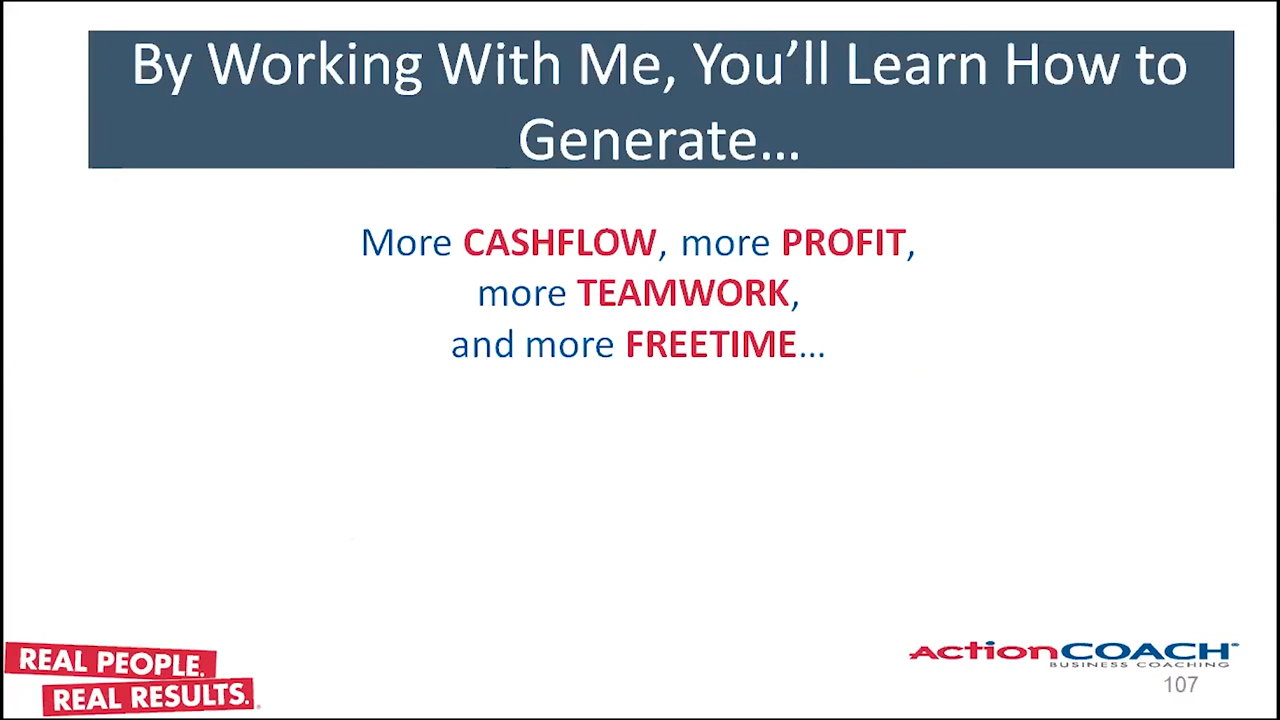 By Working With Me, You’ll Learn How to
Generate…
More CASHFLOW, more PROFIT,
more TEAMWORK,
and more FREETIME…
REAL PEOPLE.
REAL RESULTS.®
ActionCOACH®
BUSINESS COACHING
107